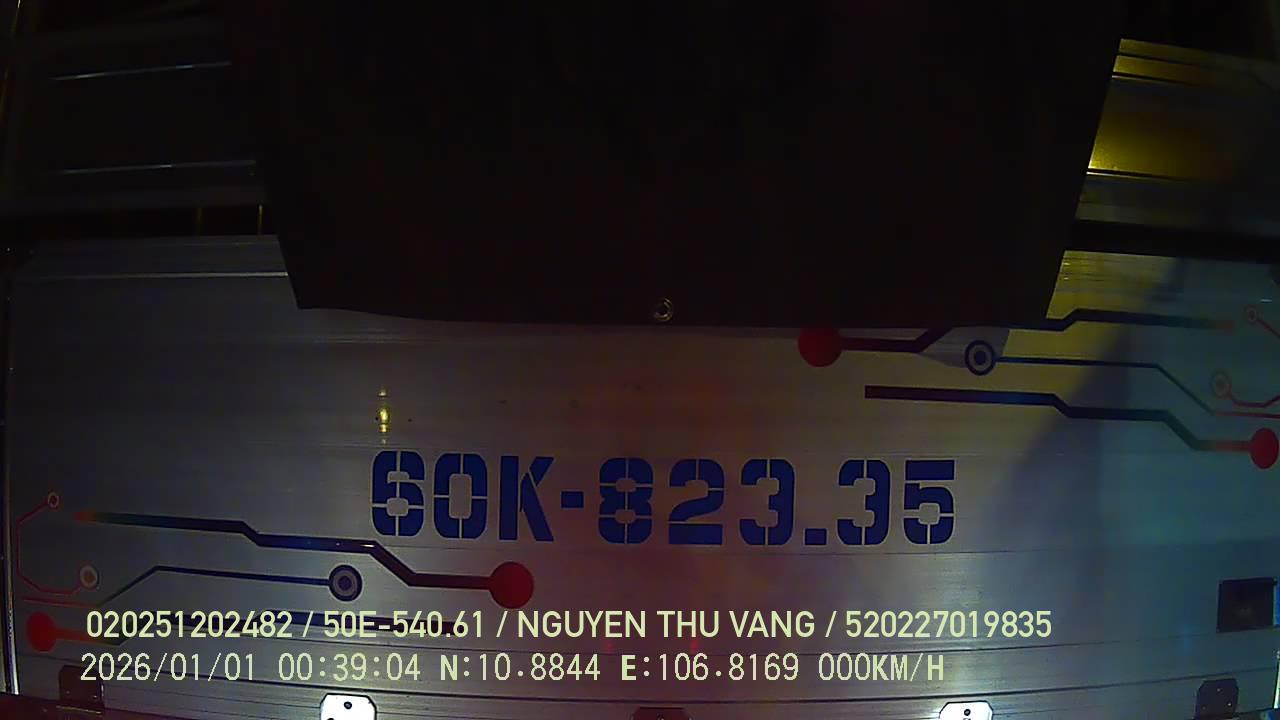 60K-823.35
020251202482 / 50E-540.61 / NGUYEN THU VANG / 520227019835
2026/01/01 00:39:04 N:10.8844 E:106.8169 000KM/H